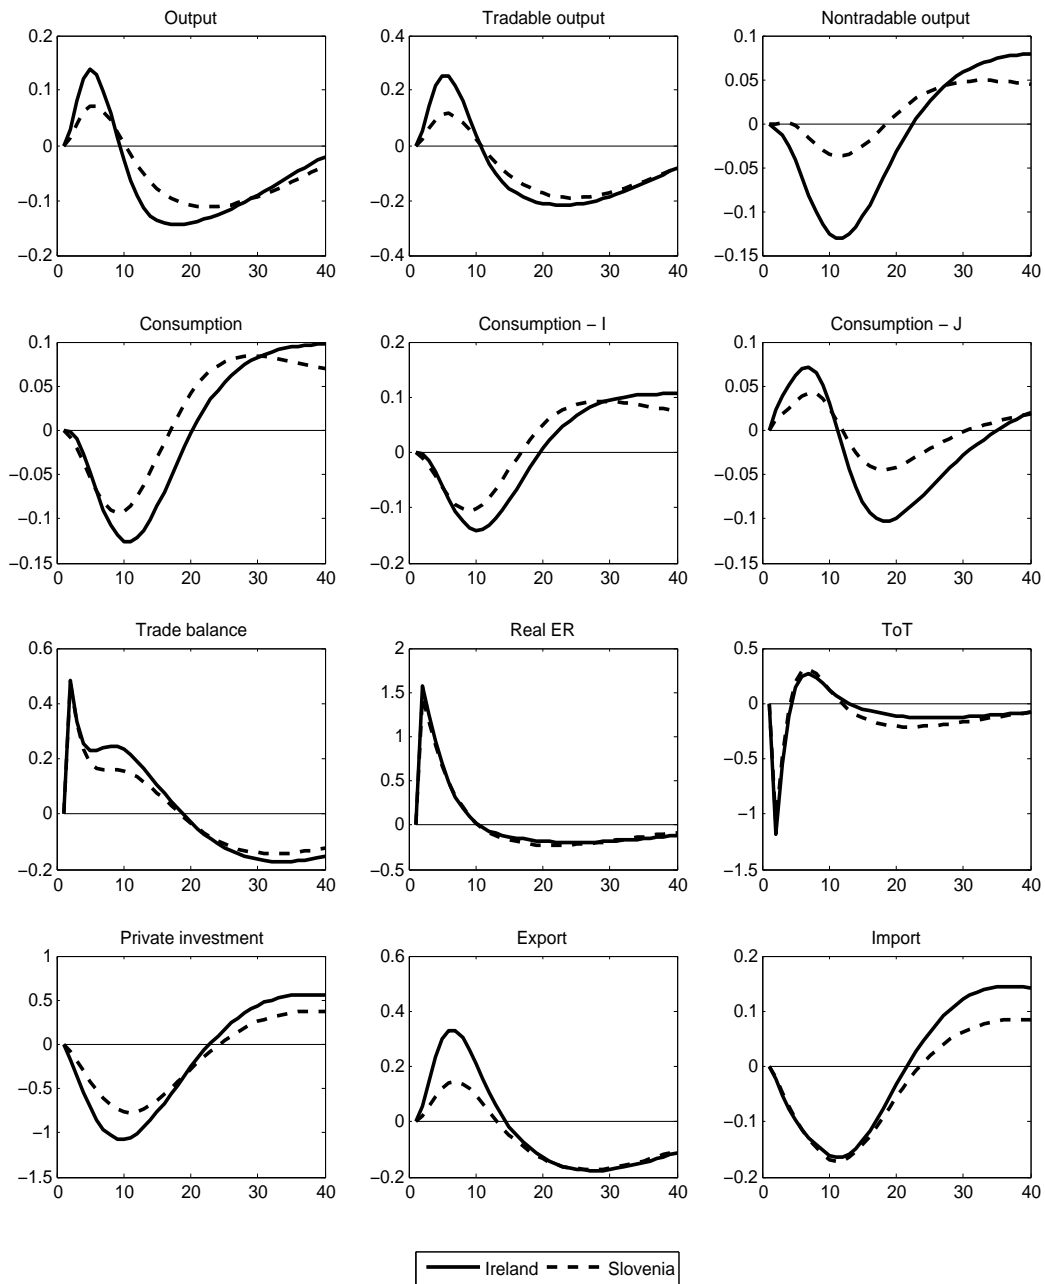 Output
Tradable output
Nontradable output
0.2
0.1
0
−0.1
−0.2
0 10 20 30 40
0.4
0.2
0
−0.2
−0.4
0 10 20 30 40
0.1
0.05
0
−0.05
−0.1
−0.15
0 10 20 30 40
Consumption
Consumption − I
Consumption − J
0.1
0.05
0
−0.05
−0.1
−0.15
0 10 20 30 40
0.2
0.1
0
−0.1
−0.2
0 10 20 30 40
0.1
0.05
0
−0.05
−0.1
−0.15
0 10 20 30 40
Trade balance
Real ER
ToT
0.6
0.4
0.2
0
−0.2
0 10 20 30 40
2
1.5
1
0.5
0
−0.5
0 10 20 30 40
0.5
0
−0.5
−1
−1.5
0 10 20 30 40
Private investment
Export
Import
1
0.5
0
−0.5
−1
−1.5
0 10 20 30 40
0.6
0.4
0.2
0
−0.2
0 10 20 30 40
0.2
0.1
0
−0.1
−0.2
0 10 20 30 40
Ireland Slovenia